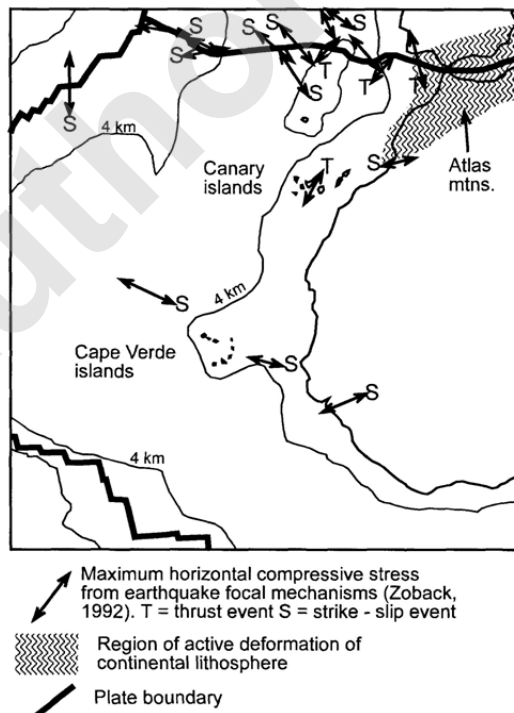 S
S
S
S
S
S
T
T
T
S
S
4 km
Canary
islands
T
S
Atlas
mtns.
S
4 km
Cape Verde
islands
S
S
4 km
Maximum horizontal compressive stress
from earthquake focal mechanisms (Zoboack,
1992). T = thrust event S = strike - slip event
Region of active deformation of
continental lithosphere
Plate boundary